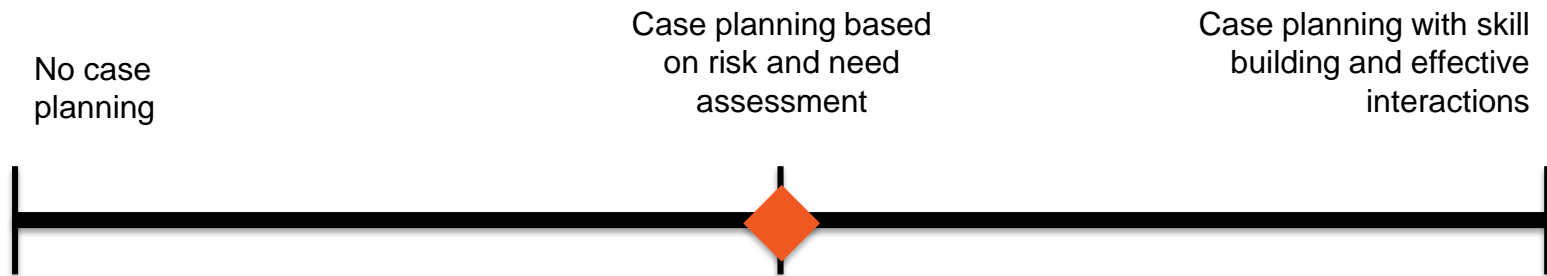 No case
planning
Case planning based
on risk and need
assessment
Case planning with skill
building and effective
interactions